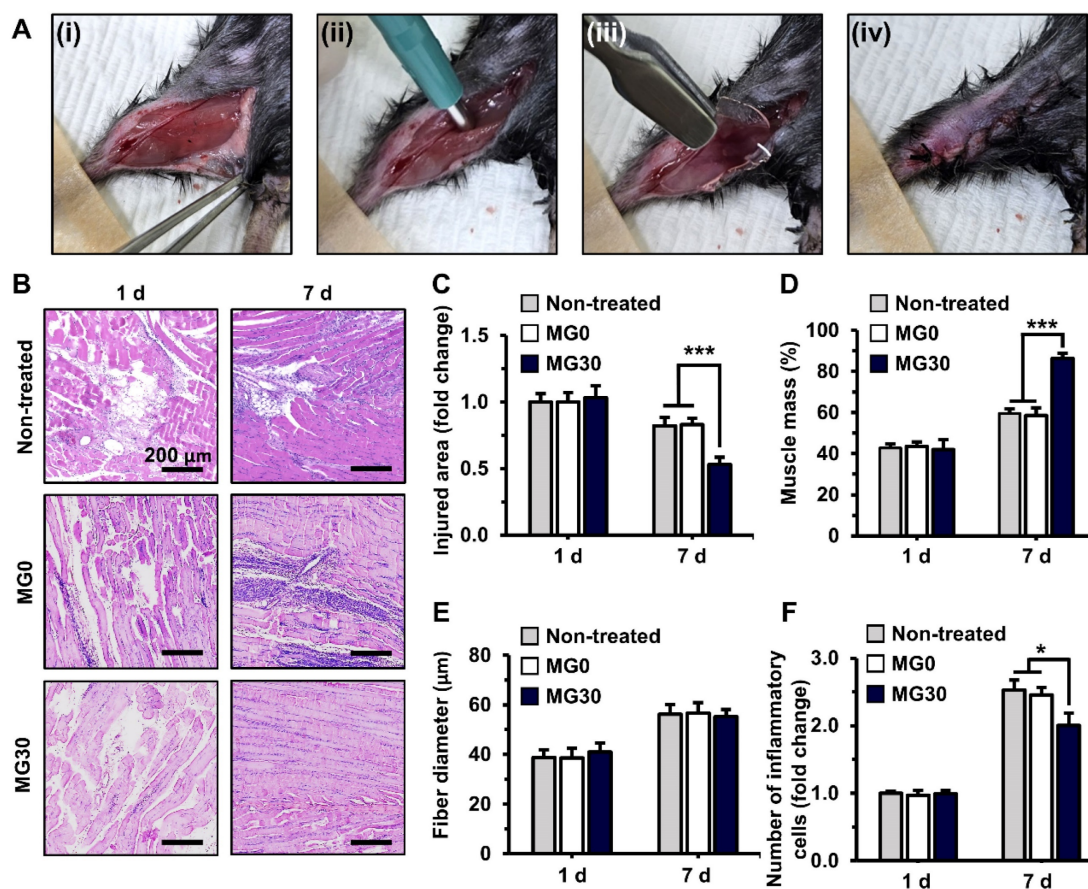 A
(i)
(ii)
(iii)
(iv)
B
1 d
7 d
Non-treated
200 µm
MG0
MG30
C
Non-treated
MG0
MG30
Injured area (fold change)
1.5
1.0
0.5
0.0
***
1 d
7 d
D
Non-treated
MG0
MG30
Muscle mass (%)
100
80
60
40
20
0
***
1 d
7 d
E
Non-treated
MG0
MG30
Fiber diameter (µm)
80
60
40
20
0
1 d
7 d
F
Non-treated
MG0
MG30
Number of inflammatory
cells (fold change)
3.0
2.0
1.0
0.0
*
1 d
7 d